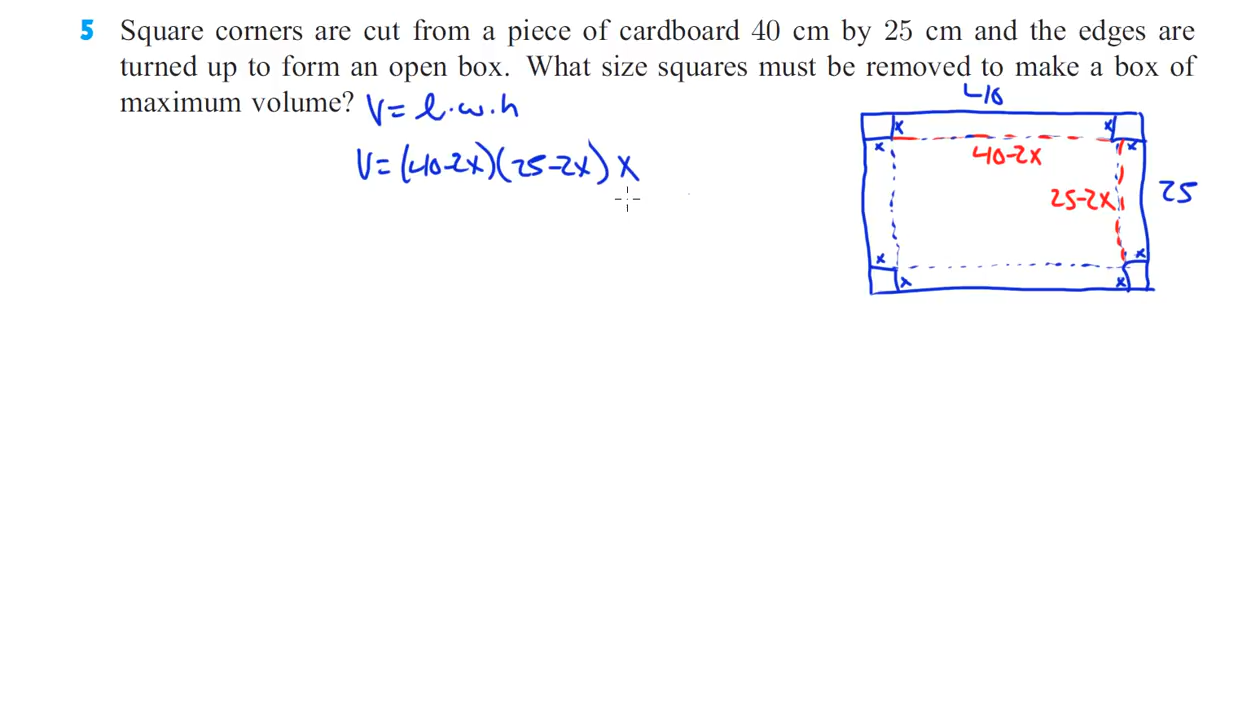 5 Square corners are cut from a piece of cardboard 40 cm by 25 cm and the edges are
turned up to form an open box. What size squares must be removed to make a box of
maximum volume? V = l·w·h
40
V = (40-2x)(25-2x) x
x x
x x
40-2x
25-2x 25
x x
x x